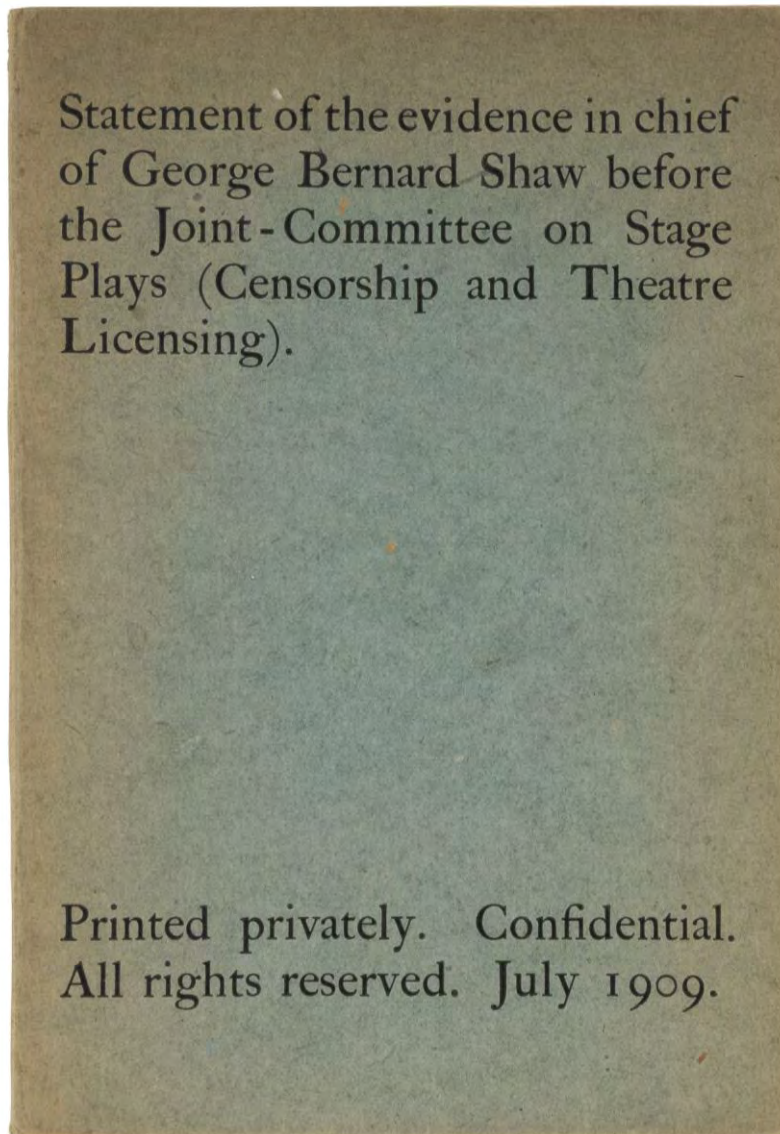 Statement of the evidence in chief
of George Bernard Shaw before
the Joint-Committee on Stage
Plays (Censorship and Theatre
Licensing).
Printed privately. Confidential.
All rights reserved. July 1909.